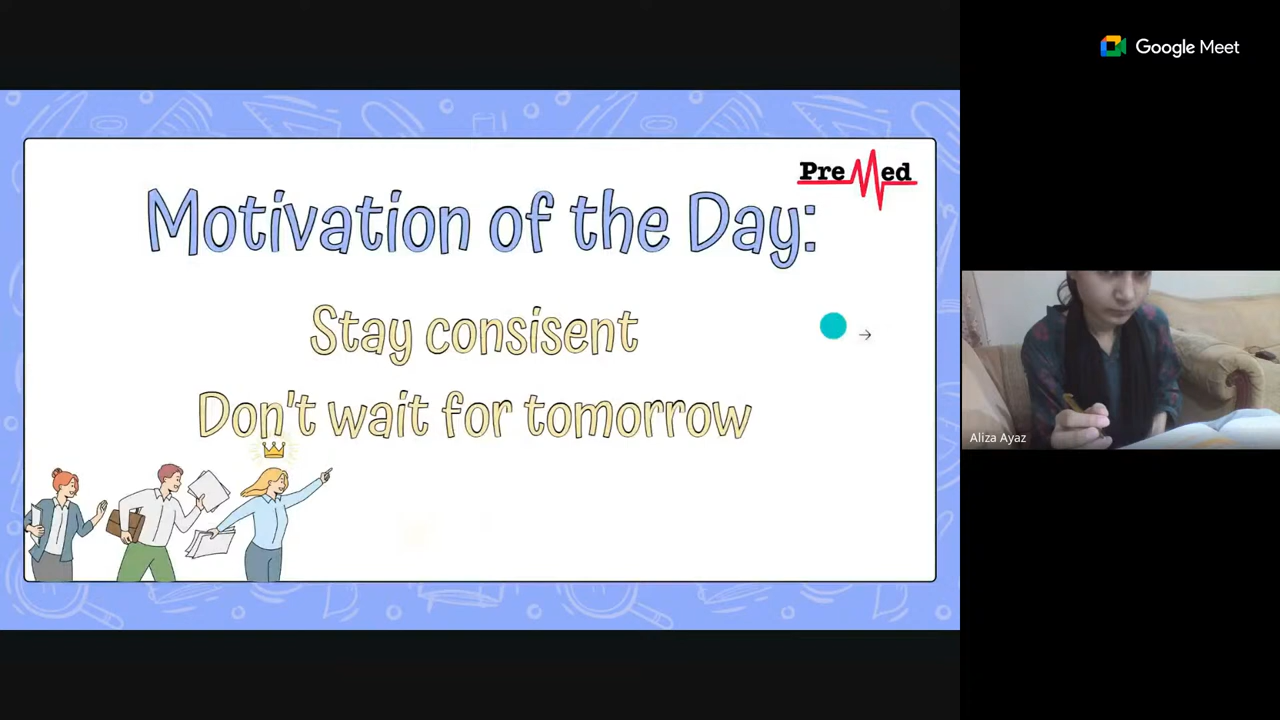 Google Meet
PreMed
Motivation of the Day:
Stay consisent
Don't wait for tomorrow
Aliza Ayaz